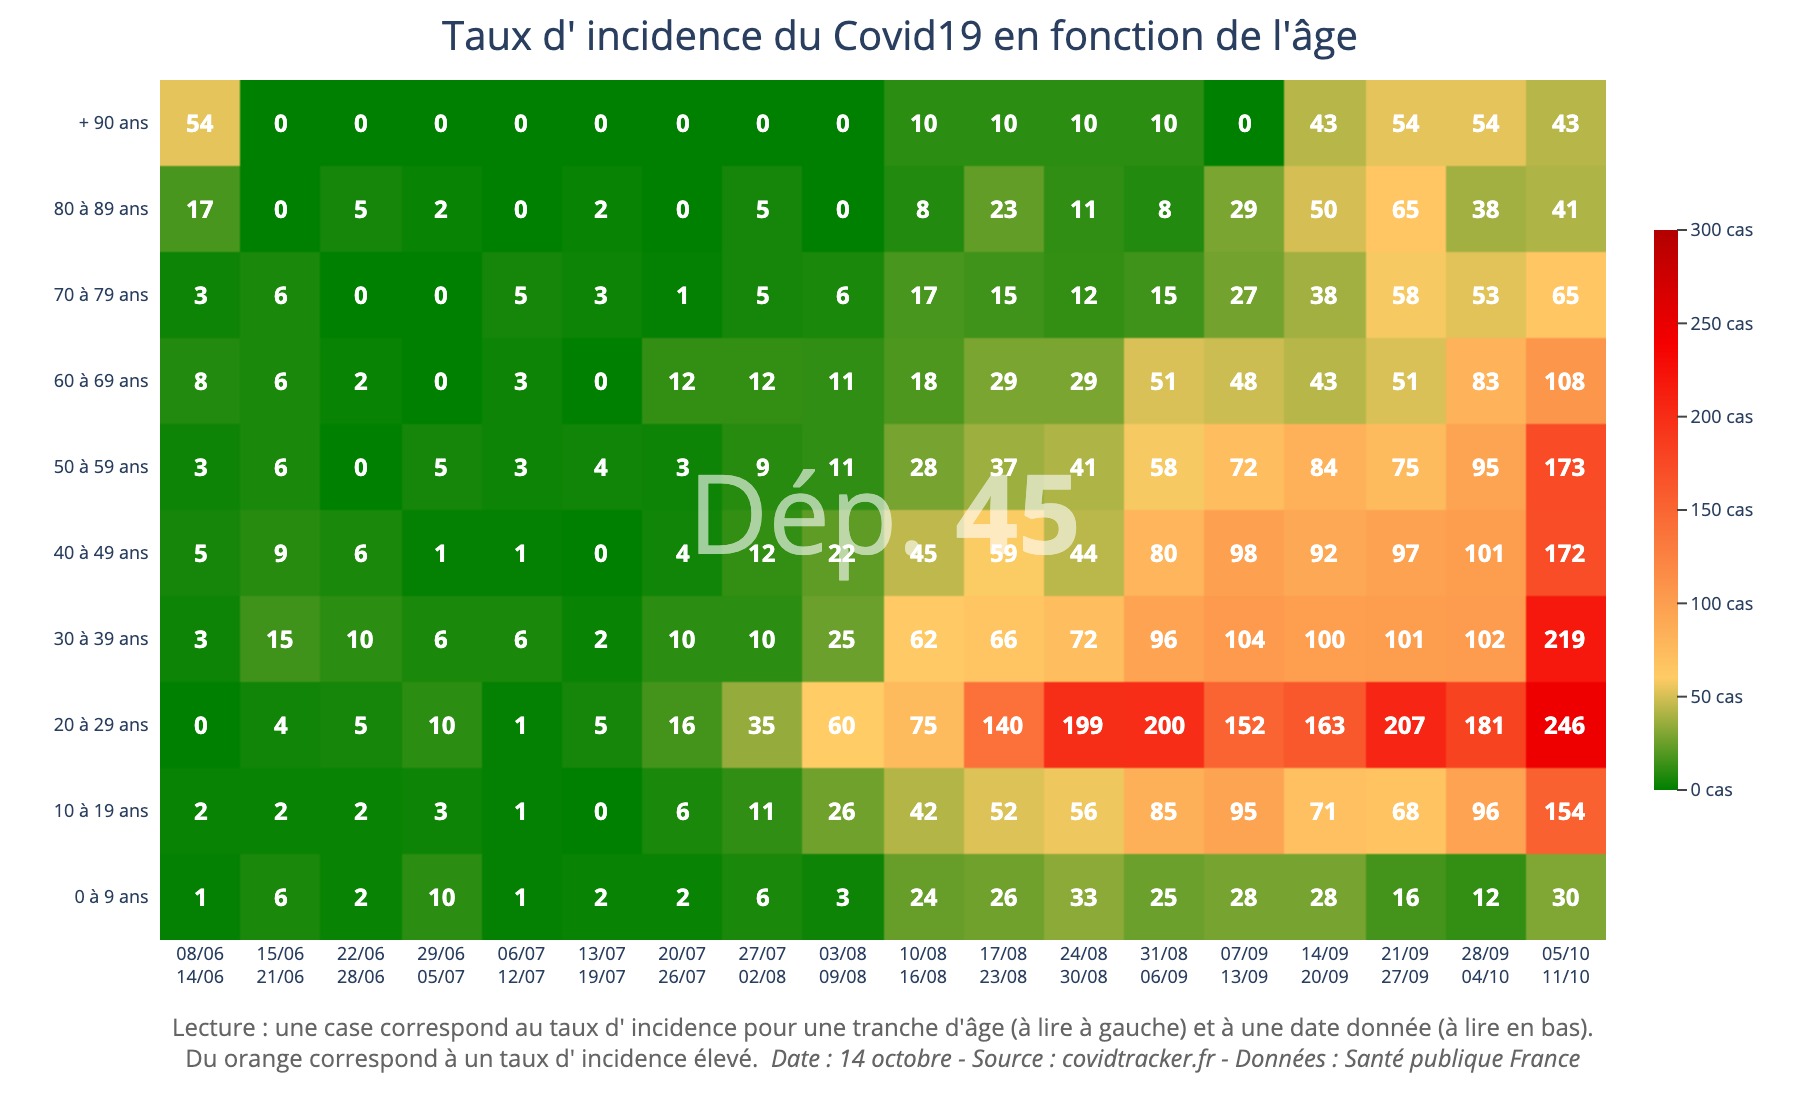 Taux d' incidence du Covid19 en fonction de l'âge
+ 90 ans 54 0 0 0 0 0 0 0 0 10 10 10 10 0 43 54 54 43
80 à 89 ans 17 0 5 2 0 2 0 5 0 8 23 11 8 29 50 65 38 41
70 à 79 ans 3 6 0 0 5 3 1 5 6 17 15 12 15 27 38 58 53 65
60 à 69 ans 8 6 2 0 3 0 12 12 11 18 29 29 51 48 43 51 83 108
50 à 59 ans 3 6 0 5 3 4 3 9 11 28 37 41 58 72 84 75 95 173
Dép. 45
40 à 49 ans 5 9 6 1 1 0 4 12 22 45 59 44 80 98 92 97 101 172
30 à 39 ans 3 15 10 6 6 2 10 10 25 62 66 72 96 104 100 101 102 219
20 à 29 ans 0 4 5 10 1 5 16 35 60 75 140 199 200 152 163 207 181 246
10 à 19 ans 2 2 2 3 1 0 6 11 26 42 52 56 85 95 71 68 96 154
0 à 9 ans 1 6 2 10 1 2 2 6 3 24 26 33 25 28 28 16 12 30
08/06 15/06 22/06 29/06 06/07 13/07 20/07 27/07 03/08 10/08 17/08 24/08 31/08 07/09 14/09 21/09 28/09 05/10
14/06 21/06 28/06 05/07 12/07 19/07 26/07 02/08 09/08 16/08 23/08 30/08 06/09 13/09 20/09 27/09 04/10 11/10
300 cas
250 cas
200 cas
150 cas
100 cas
50 cas
0 cas
Lecture : une case correspond au taux d' incidence pour une tranche d'âge (à lire à gauche) et à une date donnée (à lire en bas).
Du orange correspond à un taux d' incidence élevé. Date : 14 octobre - Source : covidtracker.fr - Données : Santé publique France